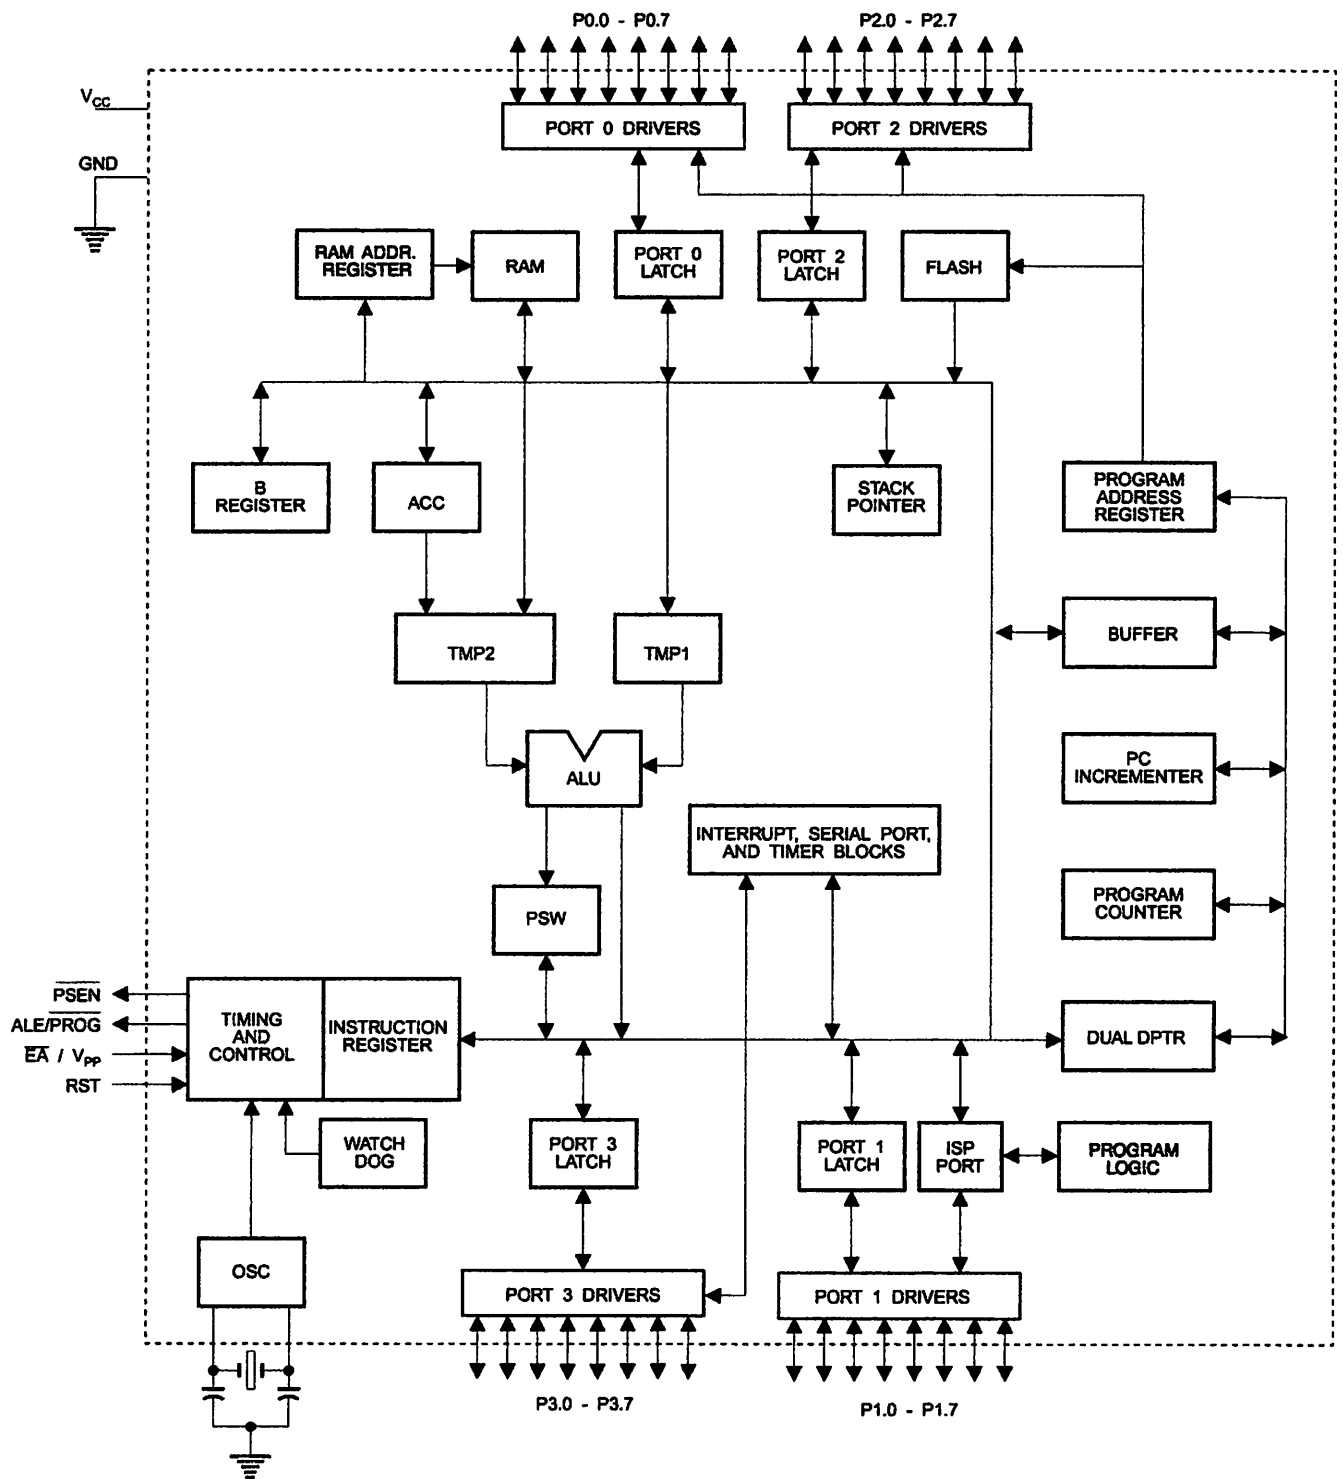 P0.0 - P0.7
P2.0 - P2.7
VCC
PORT 0 DRIVERS
PORT 2 DRIVERS
GND
RAM ADDR.
REGISTER
RAM
PORT 0
LATCH
PORT 2
LATCH
FLASH
B
REGISTER
ACC
STACK
POINTER
PROGRAM
ADDRESS
REGISTER
TMP2
TMP1
BUFFER
ALU
PC
INCREMENTER
INTERRUPT, SERIAL PORT,
AND TIMER BLOCKS
PSW
PROGRAM
COUNTER
PSEN
ALE/PROG
EA / VPP
RST
TIMING
AND
CONTROL
INSTRUCTION
REGISTER
DUAL DPTR
WATCH
DOG
PORT 3
LATCH
PORT 1
LATCH
ISP
PORT
PROGRAM
LOGIC
OSC
PORT 3 DRIVERS
PORT 1 DRIVERS
P3.0 - P3.7
P1.0 - P1.7